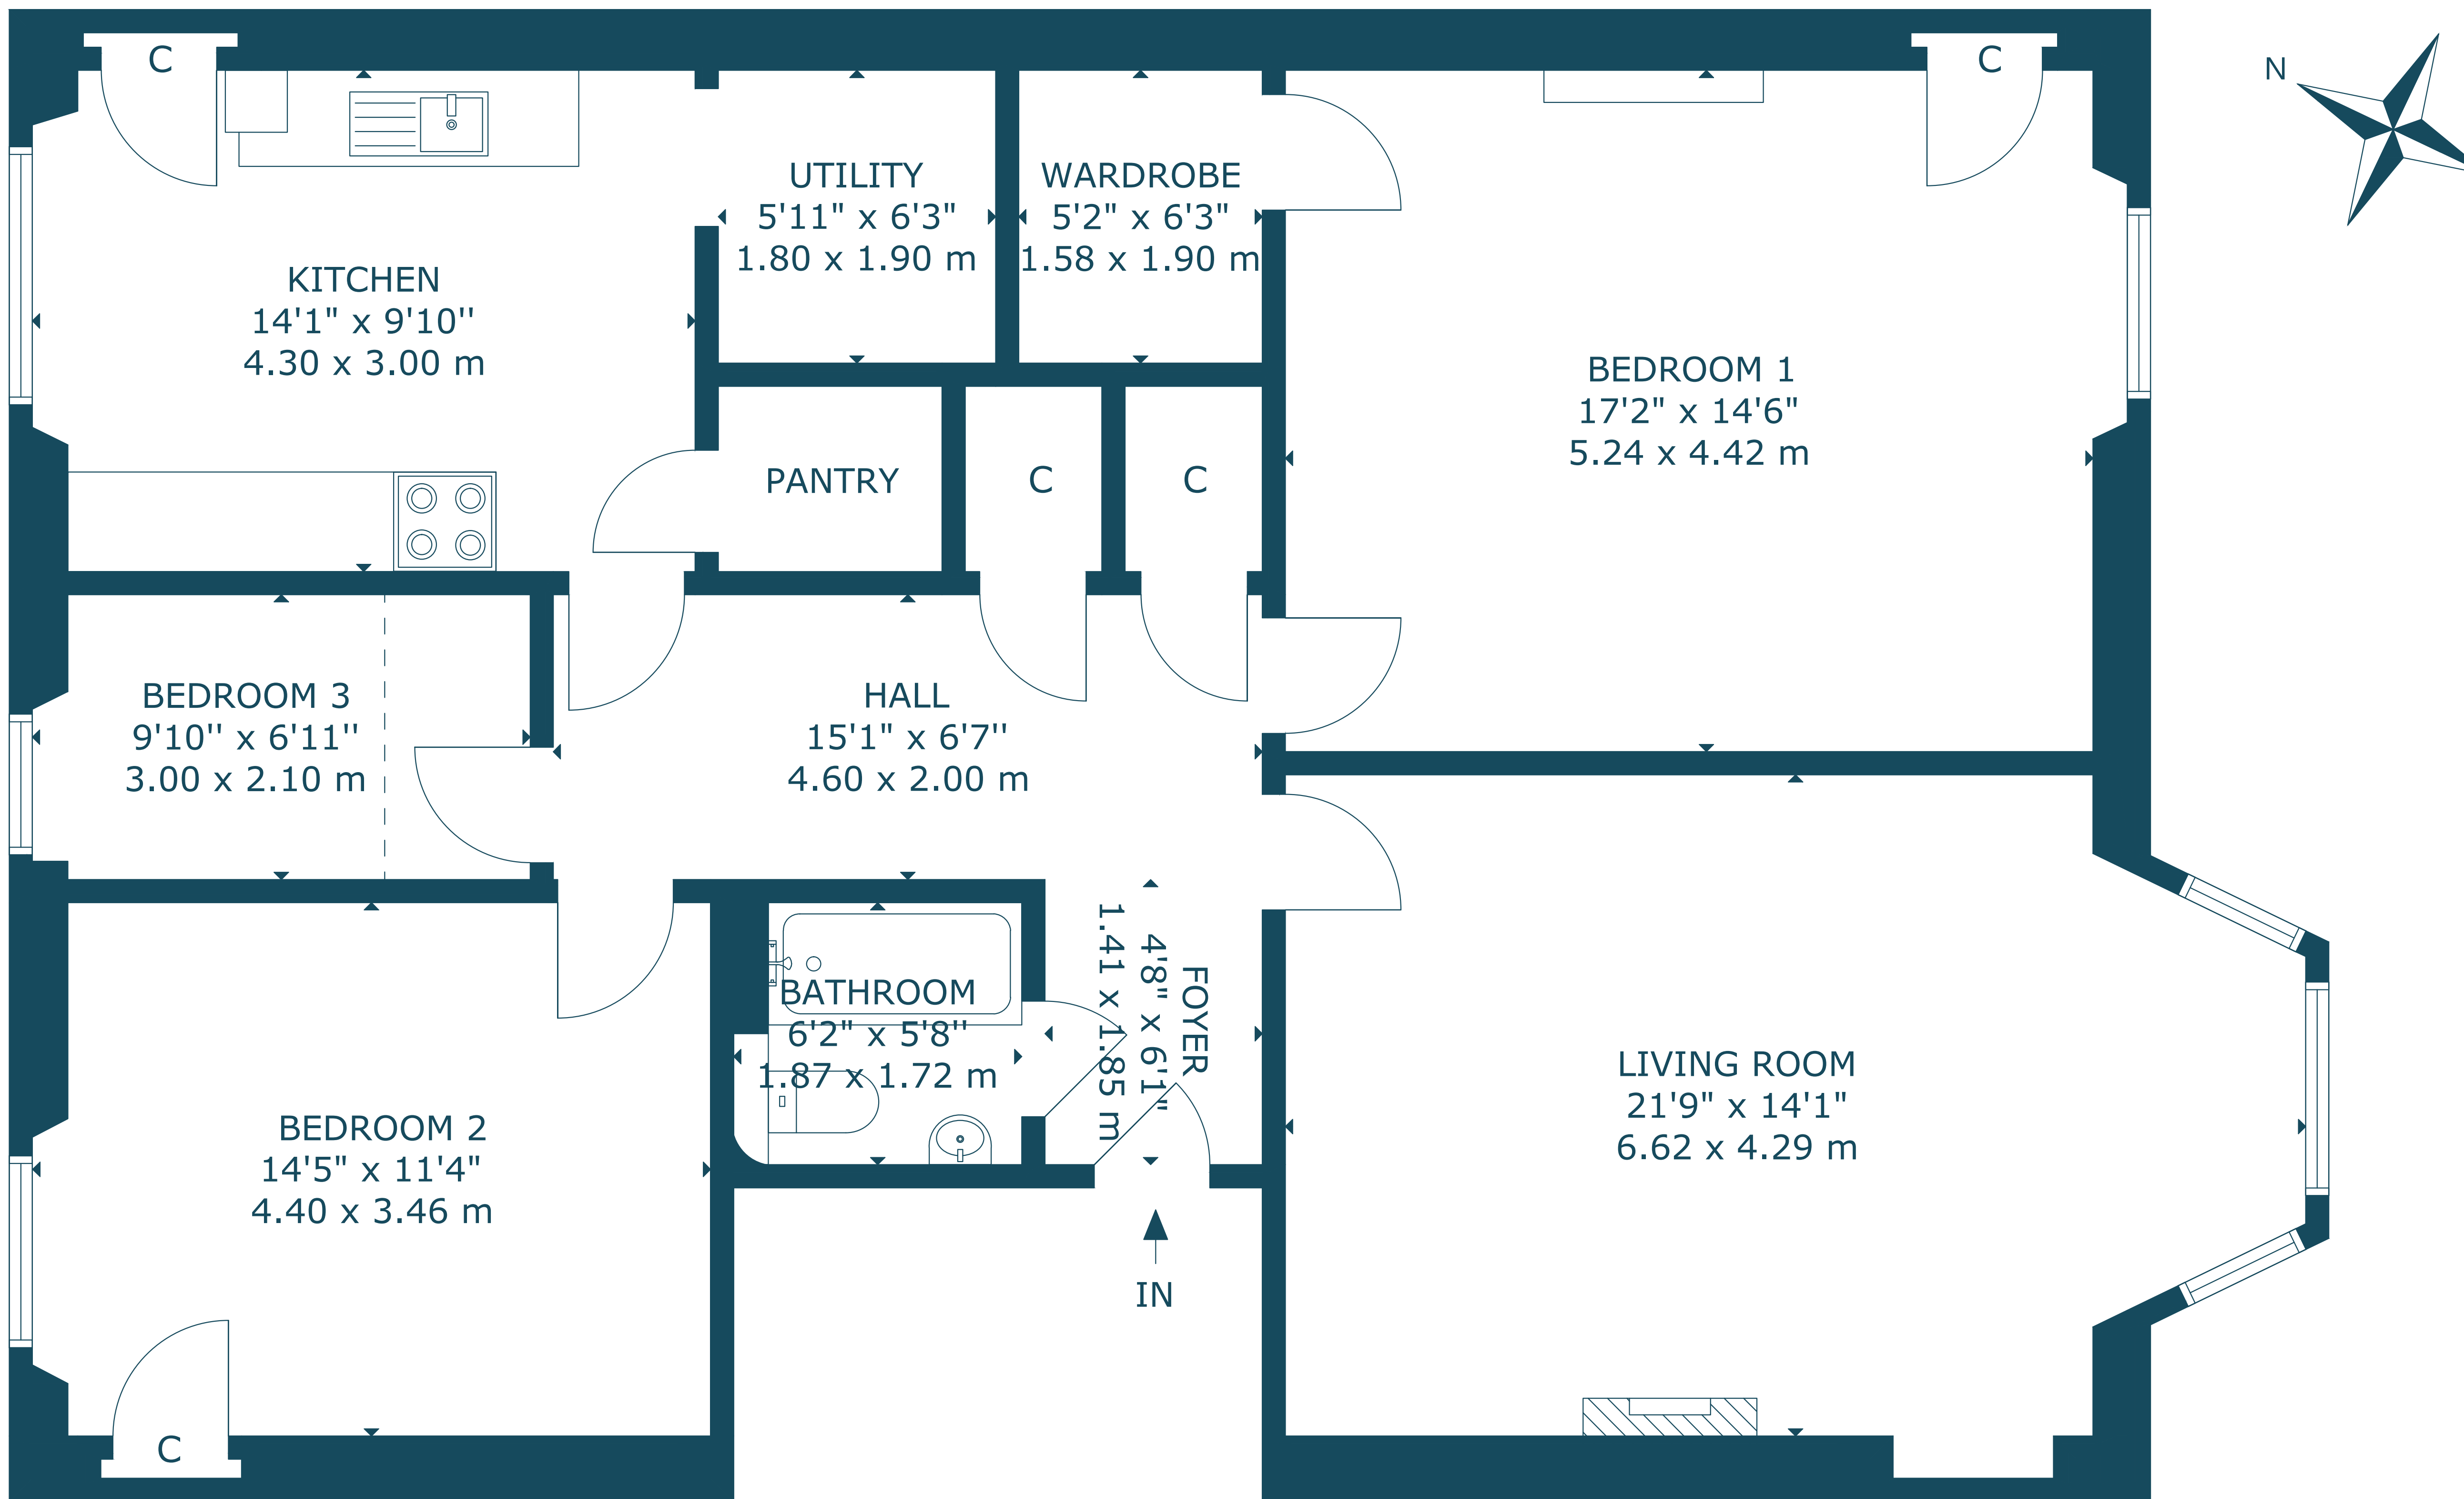 C
C
N
UTILITY
5'11" x 6'3"
1.80 x 1.90 m
WARDROBE
5'2" x 6'3"
1.58 x 1.90 m
KITCHEN
14'1" x 9'10''
4.30 x 3.00 m
BEDROOM 1
17'2" x 14'6"
5.24 x 4.42 m
PANTRY
C
C
BEDROOM 3
9'10'' x 6'11''
3.00 x 2.10 m
HALL
15'1" x 6'7''
4.60 x 2.00 m
BATHROOM
6'2" x 5'8''
1.87 x 1.72 m
FOYER
4'8" x 6'1"
1.41 x 1.85 m
LIVING ROOM
21'9" x 14'1"
6.62 x 4.29 m
BEDROOM 2
14'5" x 11'4"
4.40 x 3.46 m
IN
C